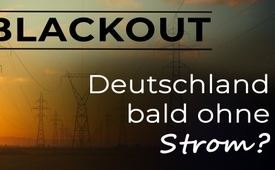 BLACKOUT
Deutschland
bald ohne
Strom?